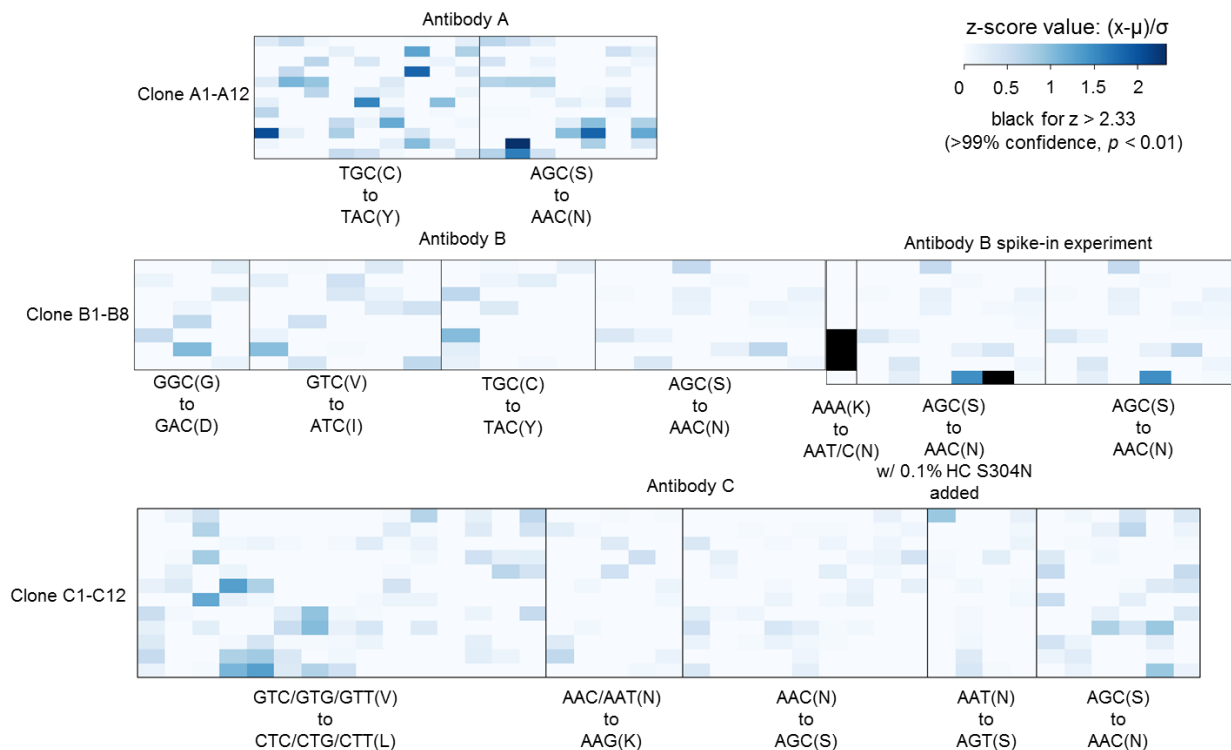 Antibody A
z-score value: (x-μ)/σ
0 0.5 1 1.5 2
black for z > 2.33
(>99% confidence, p < 0.01)
Clone A1-A12
TGC(C)
to
TAC(Y)
AGC(S)
to
AAC(N)
Antibody B
Antibody B spike-in experiment
Clone B1-B8
GGC(G)
to
GAC(D)
GTC(V)
to
ATC(I)
TGC(C)
to
TAC(Y)
AGC(S)
to
AAC(N)
AAA(K)
to
AAT/C(N)
AGC(S)
to
AAC(N)
w/ 0.1% HC S304N
added
AGC(S)
to
AAC(N)
Antibody C
Clone C1-C12
GTC/GTG/GTT(V)
to
CTC/CTG/CTT(L)
AAC/AAT(N)
to
AAG(K)
AAC(N)
to
AGC(S)
AAT(N)
to
AGT(S)
AGC(S)
to
AAC(N)